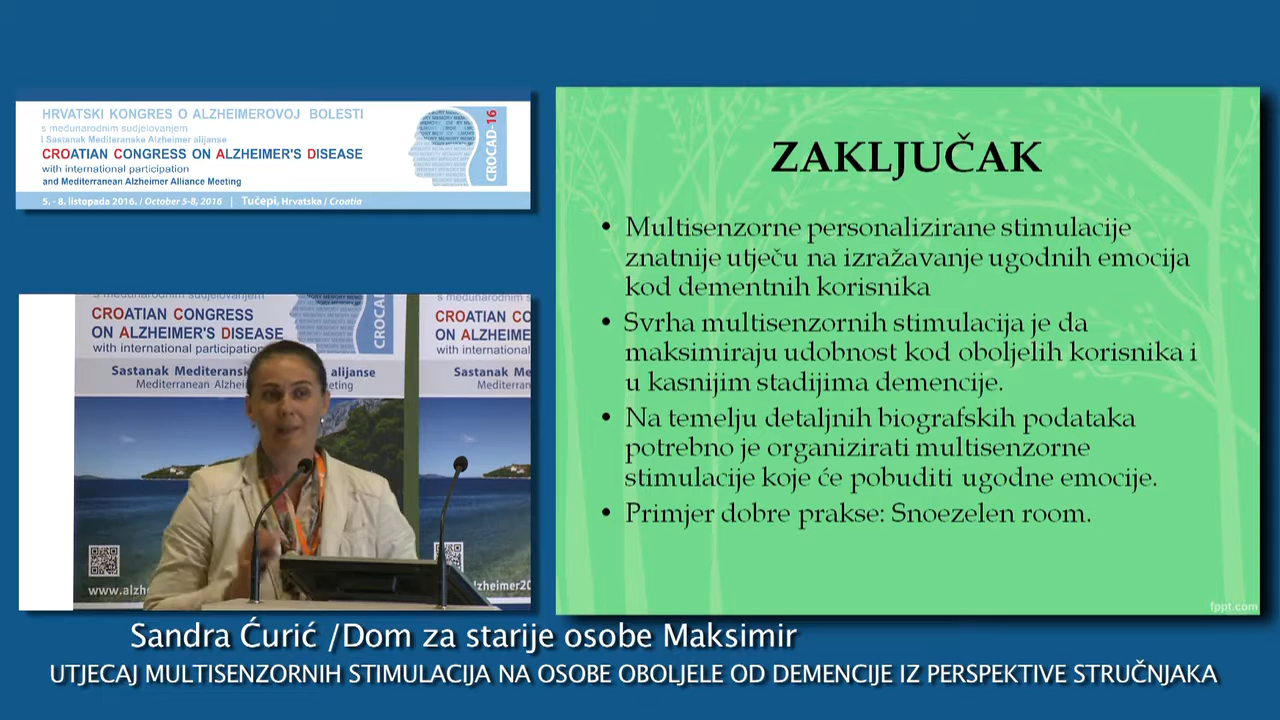 HRVATSKI KONGRES O ALZHEIMEROVOJ BOLESTI
s međunarodnim sudjelovanjem
i Sastanak Mediteranske Alzheimer alijanse
CROATIAN CONGRESS ON ALZHEIMER'S DISEASE
with international participation
and Mediterranean Alzheimer Alliance Meeting
5. - 8. listopada 2016. / October 5-8, 2016 | Tučepi, Hrvatska / Croatia
CROCAD-16
ZAKLJUČAK
• Multisenzorne personalizirane stimulacije
znatnije utječu na izražavanje ugodnih emocija
kod dementnih korisnika
• Svrha multisenzornih stimulacija je da
maksimiraju udobnost kod oboljelih korisnika i
u kasnijim stadijima demencije.
• Na temelju detaljnih biografskih podataka
potrebno je organizirati multisenzorne
stimulacije koje će pobuditi ugodne emocije.
• Primjer dobre prakse: Snoezelen room.
fppt.com
s međunarodnim sudjelovanjem
CROATIAN CONGRESS
ON ALZHEIMER'S DISEASE
with international participation
CROCAD
Sastanak Mediteransk alijanse
Mediterranean Alzhei eting
www.alzhe
s međunarodnim s
CROATIAN CO
ON ALZHEIME
with internation
Sastanak Me
Mediterran
lzheimer20
Sandra Ćurić /Dom za starije osobe Maksimir
UTJECAJ MULTISENZORNIH STIMULACIJA NA OSOBE OBOLJELE OD DEMENCIJE IZ PERSPEKTIVE STRUČNJAKA